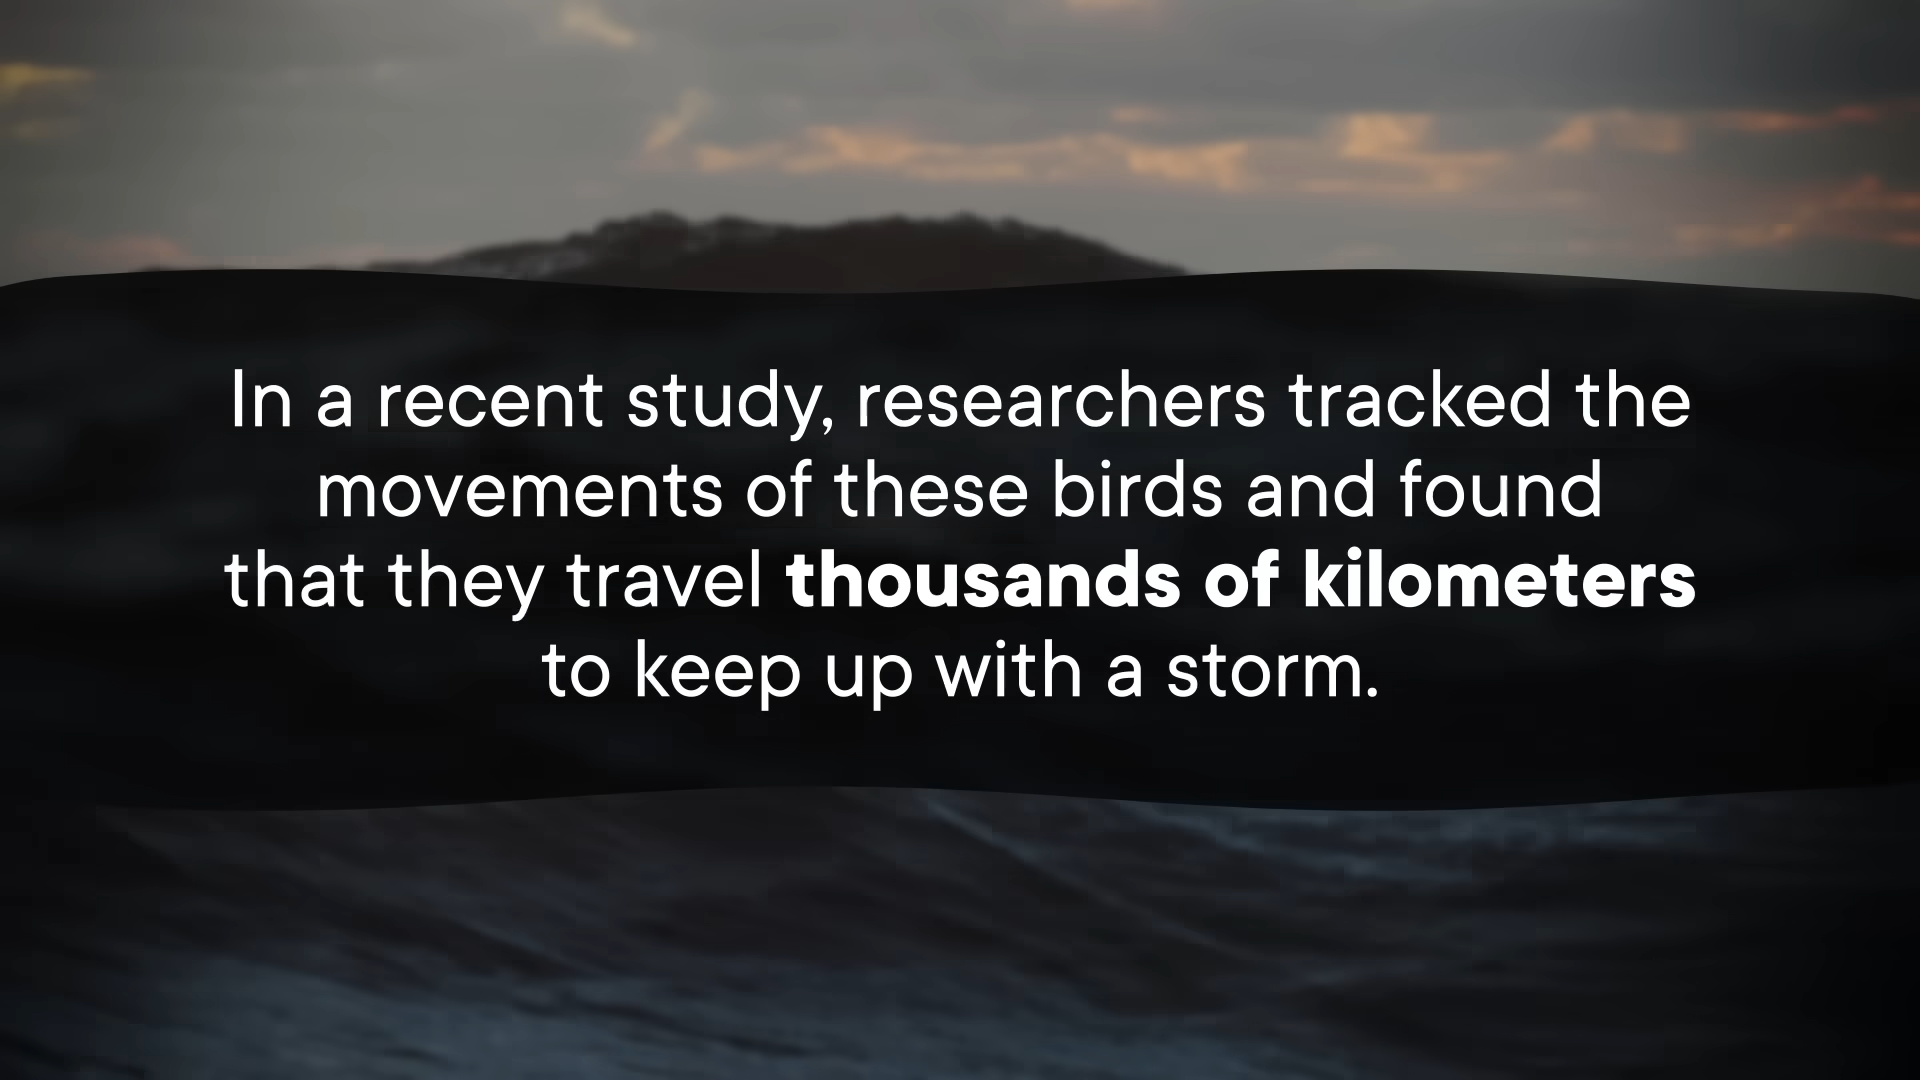 In a recent study, researchers tracked the
movements of these birds and found
that they travel thousands of kilometers
to keep up with a storm.